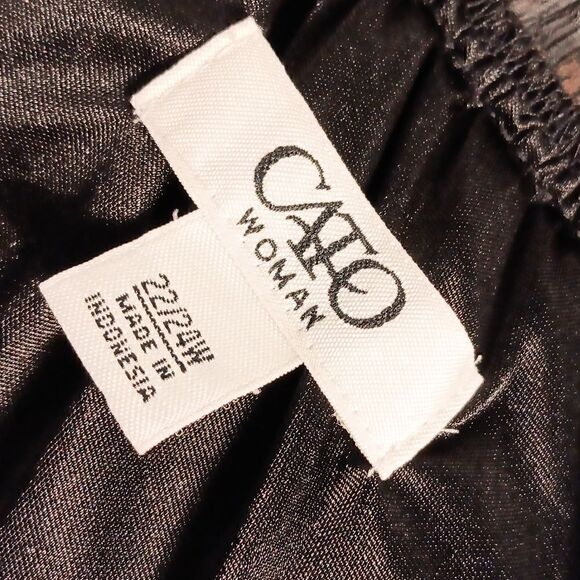 CATO
WOMAN
22/24W
MADE IN
INDONESIA